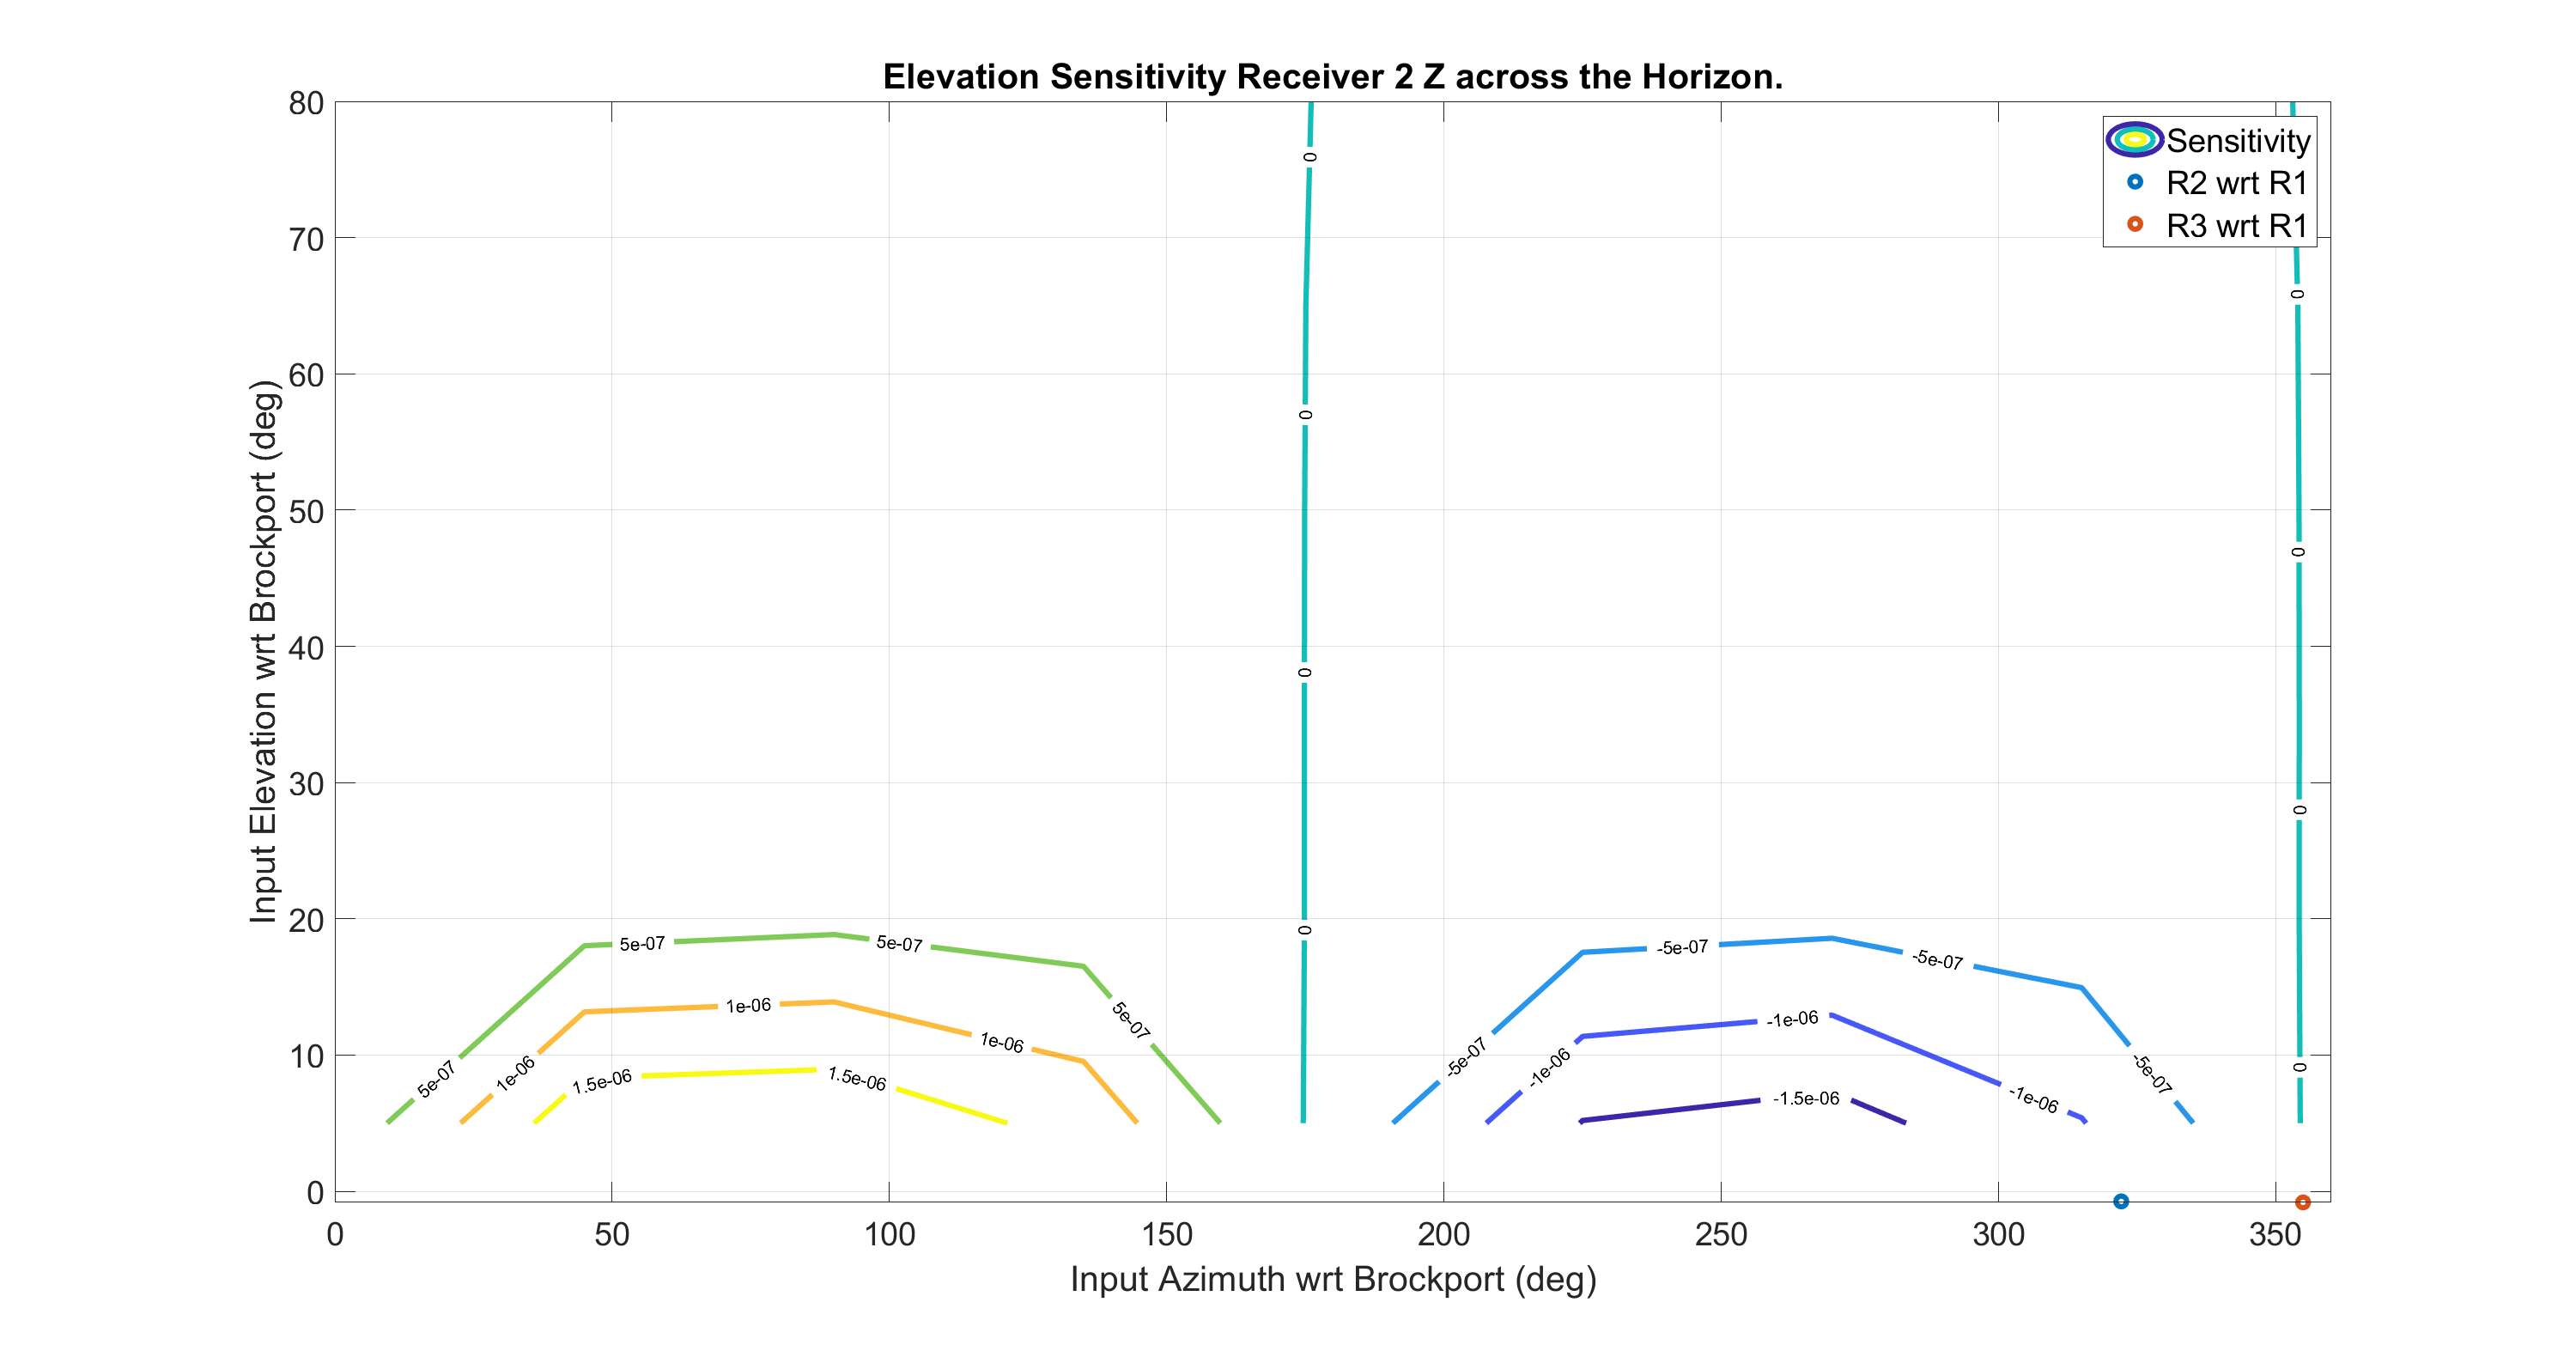 Elevation Sensitivity Receiver 2 Z across the Horizon.
Sensitivity
R2 wrt R1
R3 wrt R1
Input Elevation wrt Brockport (deg)
80
70
60
50
40
30
20
10
0
0
0
0
0
0
0
0
0
0
5e-07
5e-07
5e-07
5e-07
1e-06
1e-06
1e-06
1.5e-06
1.5e-06
-5e-07
-5e-07
-5e-07
-5e-07
-1e-06
-1e-06
-1e-06
-1.5e-06
0 50 100 150 200 250 300 350
Input Azimuth wrt Brockport (deg)